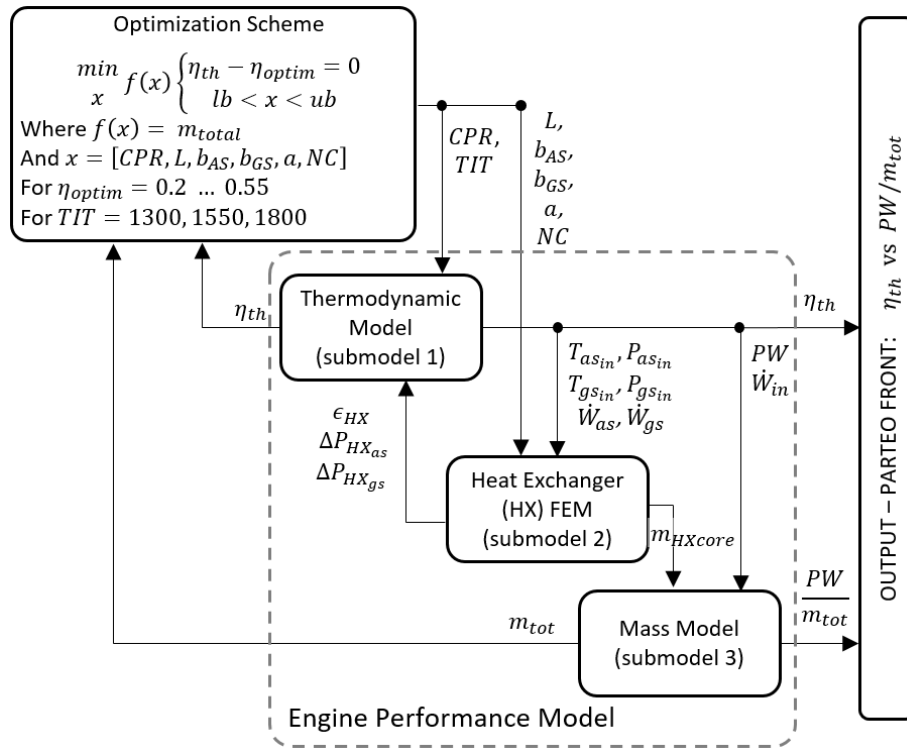 Optimization Scheme
min f(x) {η_th − η_optim = 0
x lb < x < ub
Where f(x) = m_total
And x = [CPR, L, b_AS, b_GS, a, NC]
For η_optim = 0.2 … 0.55
For TIT = 1300, 1550, 1800
CPR,
TIT
L,
b_AS,
b_GS,
a,
NC
η_th
Thermodynamic
Model
(submodel 1)
η_th
T_as_in, P_as_in
T_gs_in, P_gs_in
Ẇ_as, Ẇ_gs
PW
Ẇ_in
ϵ_HX
ΔP_HX_as
ΔP_HX_gs
Heat Exchanger
(HX) FEM
(submodel 2)
m_HXcore
m_tot
Mass Model
(submodel 3)
PW
m_tot
Engine Performance Model
OUTPUT – PARTEO FRONT: η_th vs PW/m_tot